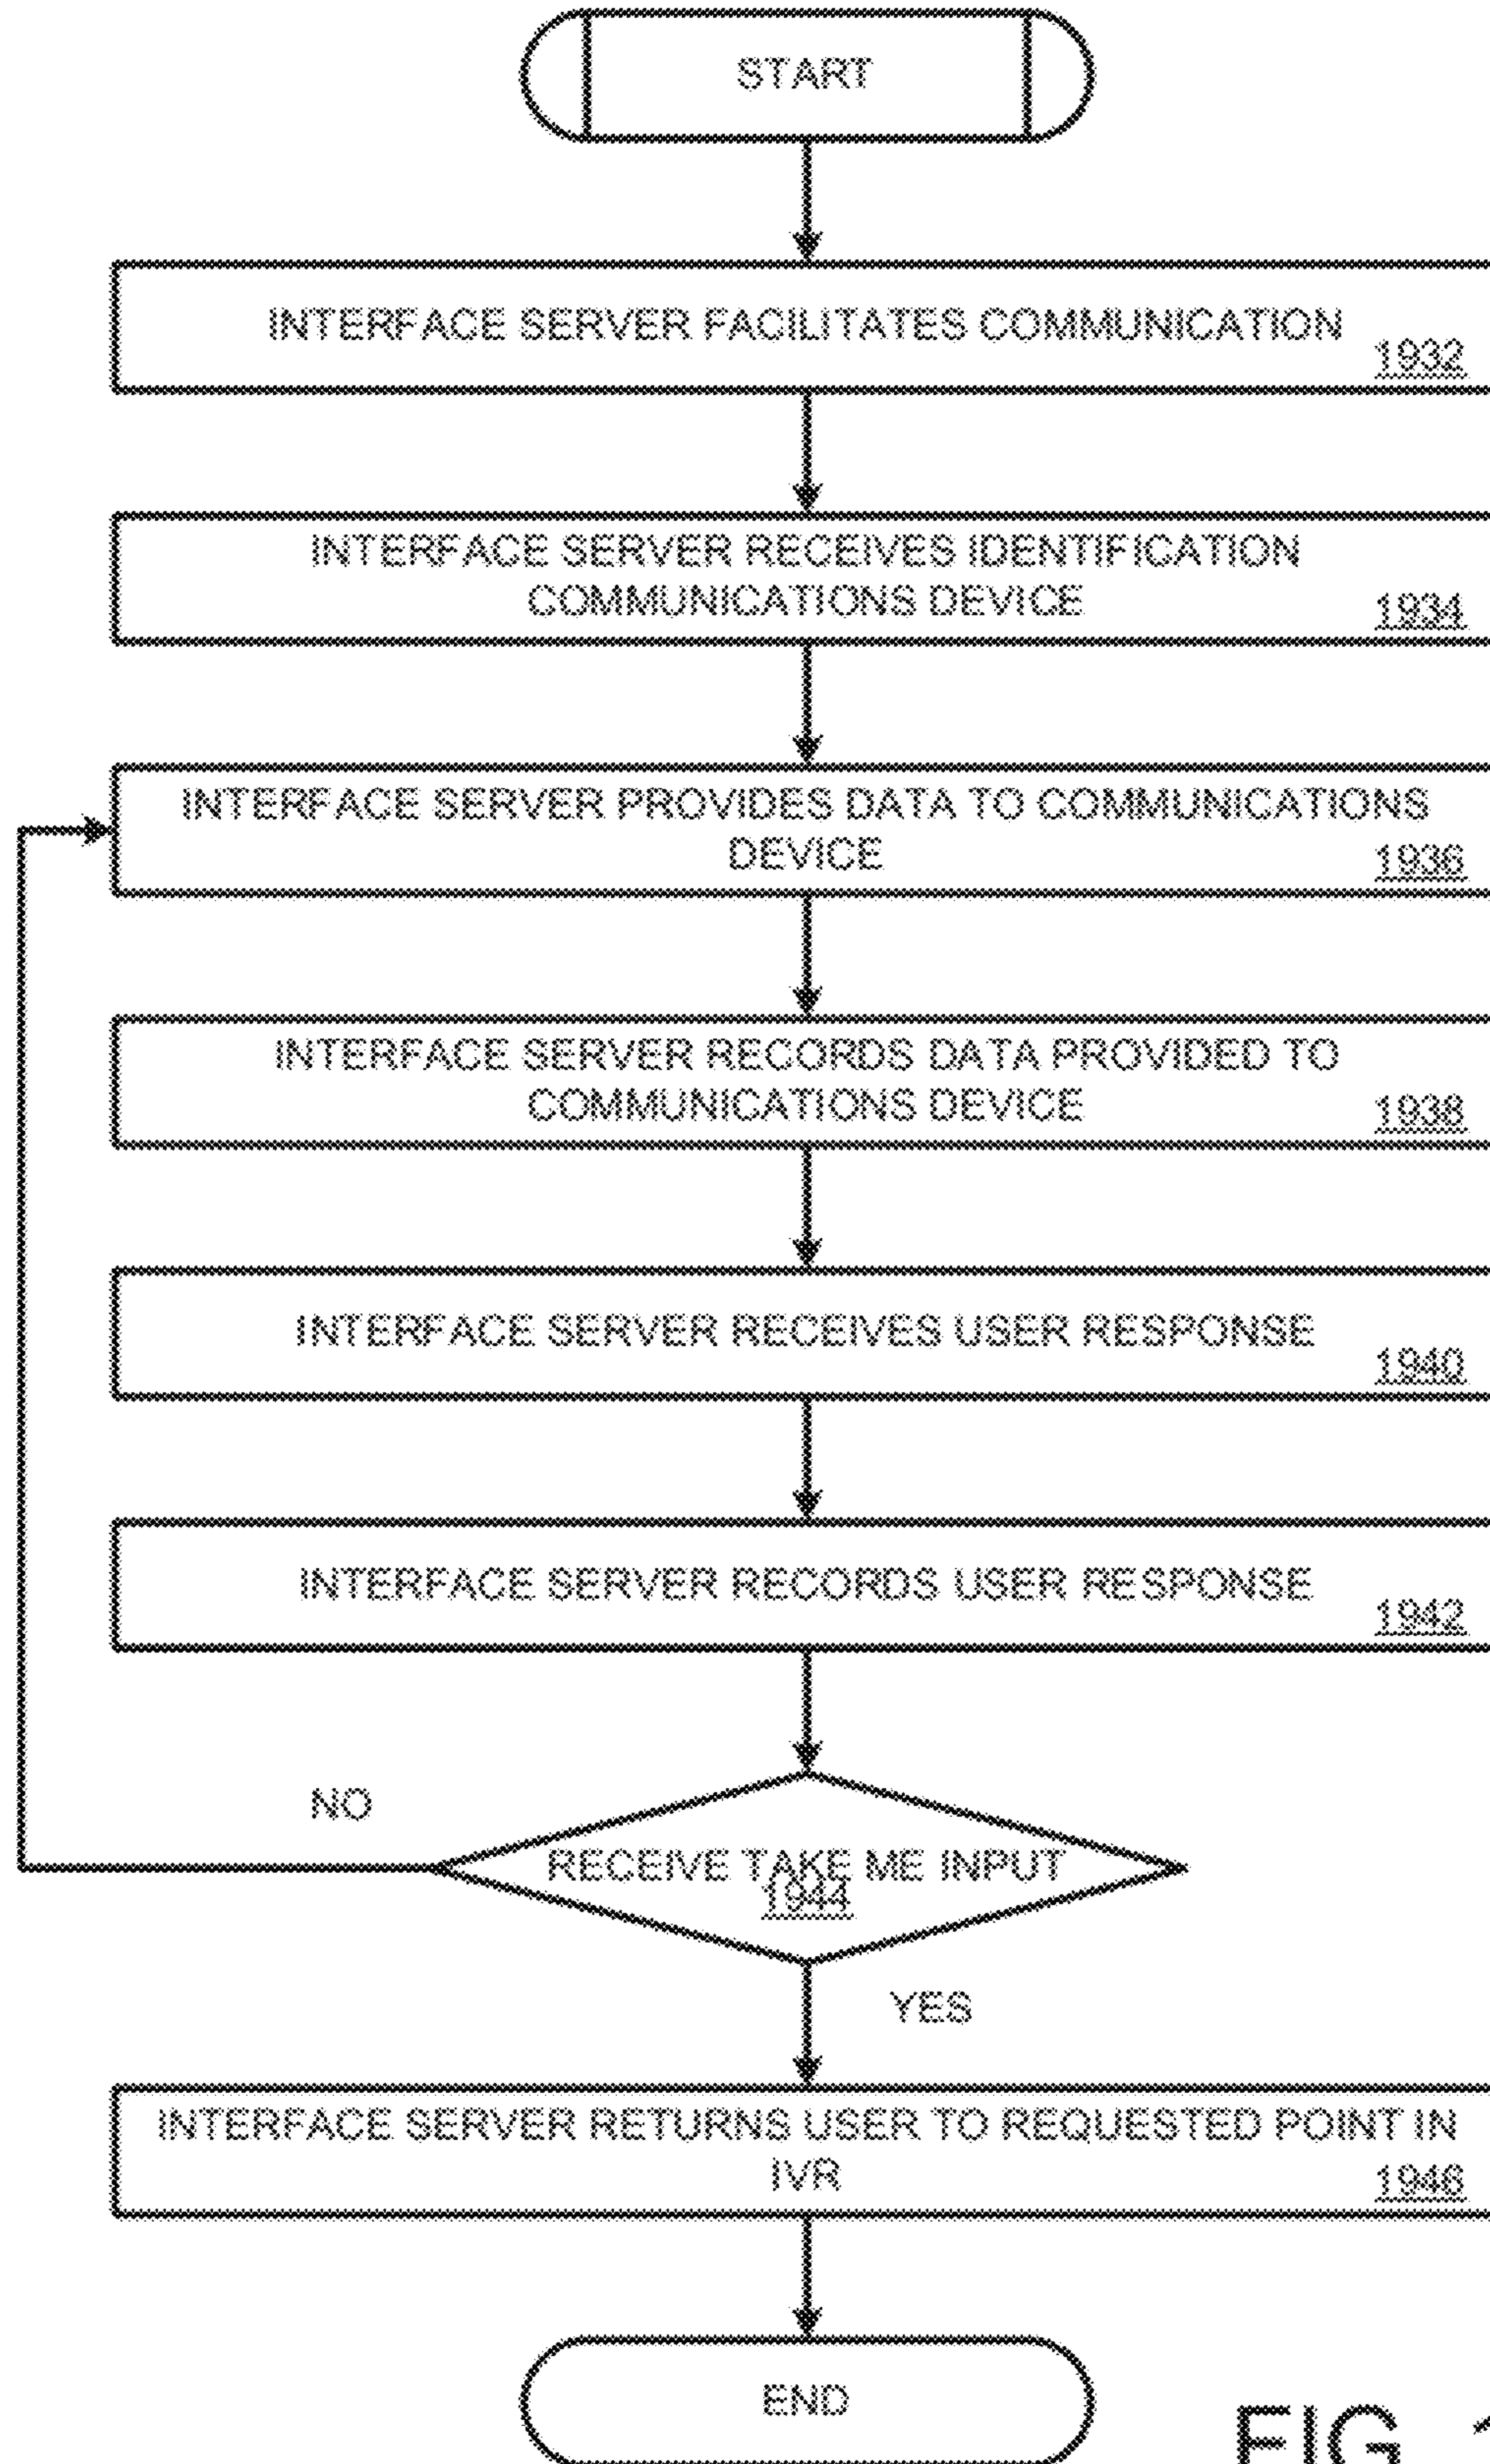 START
INTERFACE SERVER FACILITATES COMMUNICATION
1932
INTERFACE SERVER RECEIVES IDENTIFICATION
COMMUNICATIONS DEVICE
1934
INTERFACE SERVER PROVIDES DATA TO COMMUNICATIONS
DEVICE
1936
INTERFACE SERVER RECORDS DATA PROVIDED TO
COMMUNICATIONS DEVICE
1938
INTERFACE SERVER RECEIVES USER RESPONSE
1940
INTERFACE SERVER RECORDS USER RESPONSE
1942
NO
RECEIVE TAKE ME INPUT
1944
YES
INTERFACE SERVER RETURNS USER TO REQUESTED POINT IN
IVR
1946
END
FIG.